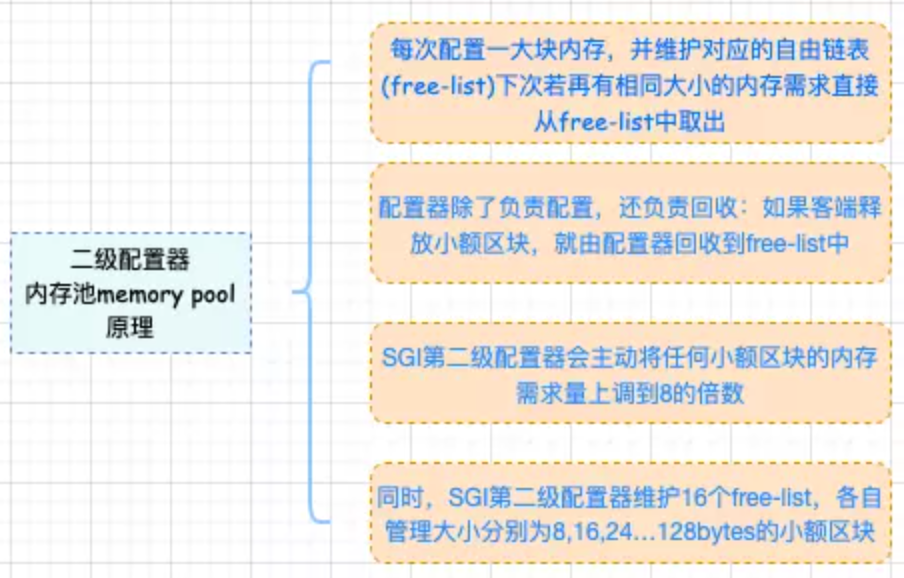 每次配置一大块内存，并维护对应的自由链表
(free-list)下次若再有相同大小的内存需求直接
从free-list中取出
配置器除了负责配置，还负责回收：如果客端释
放小额区块，就由配置器回收到free-list中
二级配置器
内存池memory pool
原理
SGI第二级配置器会主动将任何小额区块的内存
需求量上调到8的倍数
同时，SGI第二级配置器维护16个free-list，各自
管理大小分别为8,16,24...128bytes的小额区块